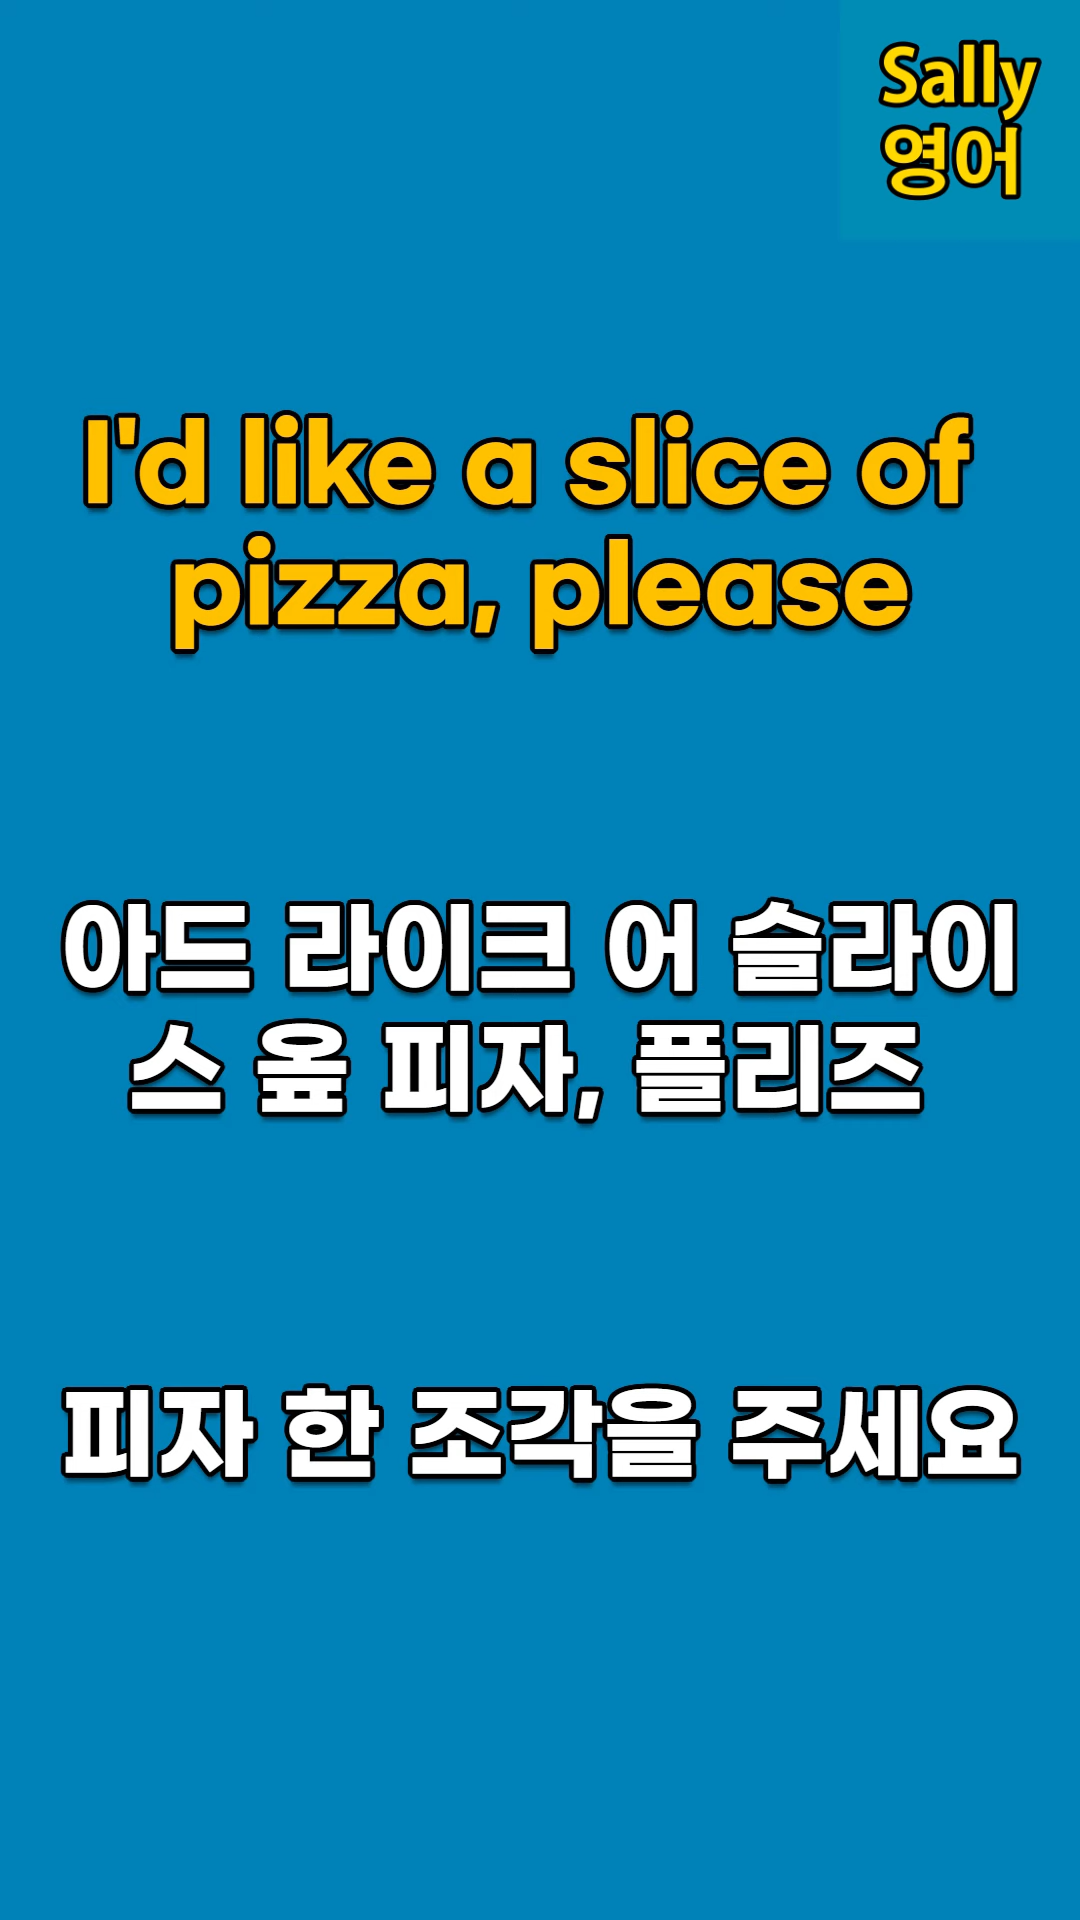 Sally
영어
I'd like a slice of
pizza, please
아드 라이크 어 슬라이
스 옾 피자, 플리즈
피자 한 조각을 주세요